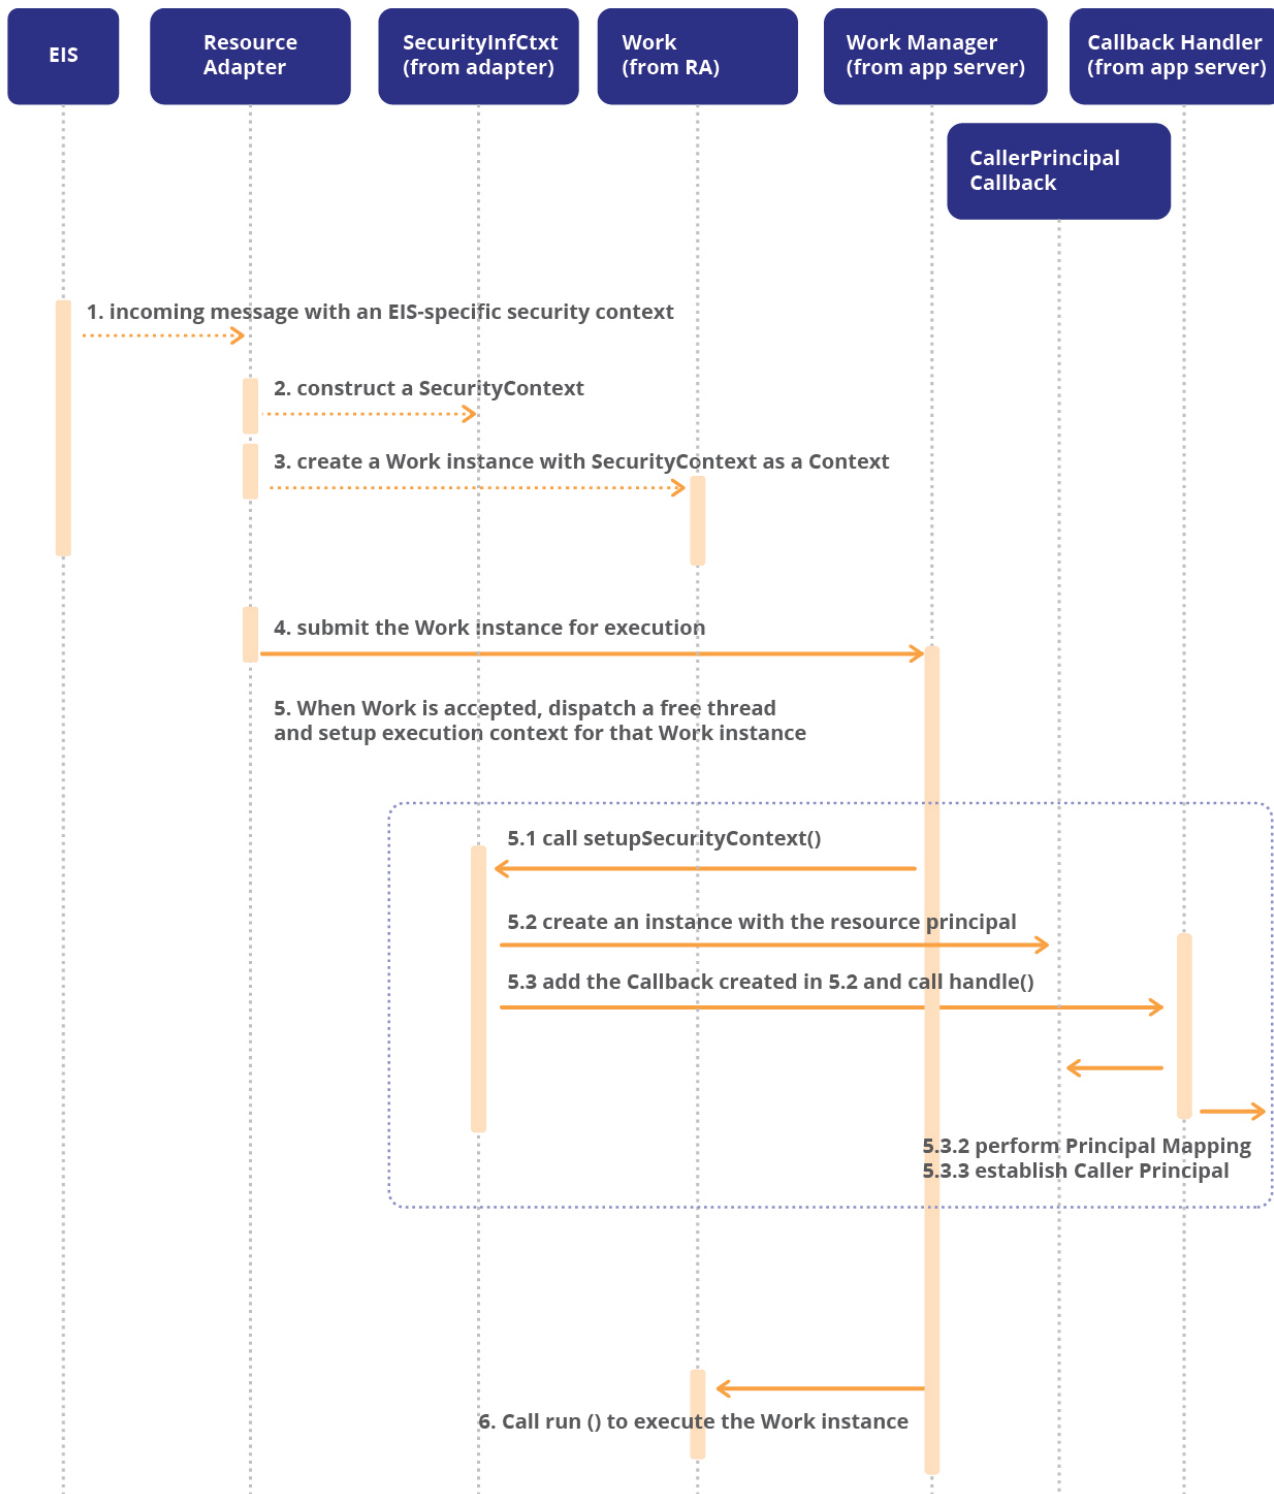 EIS
Resource
Adapter
SecurityInfCtxt
(from adapter)
Work
(from RA)
Work Manager
(from app server)
Callback Handler
(from app server)
CallerPrincipal
Callback
1. incoming message with an EIS-specific security context
2. construct a SecurityContext
3. create a Work instance with SecurityContext as a Context
4. submit the Work instance for execution
5. When Work is accepted, dispatch a free thread
and setup execution context for that Work instance
5.1 call setupSecurityContext()
5.2 create an instance with the resource principal
5.3 add the Callback created in 5.2 and call handle()
5.3.2 perform Principal Mapping
5.3.3 establish Caller Principal
6. Call run () to execute the Work instance